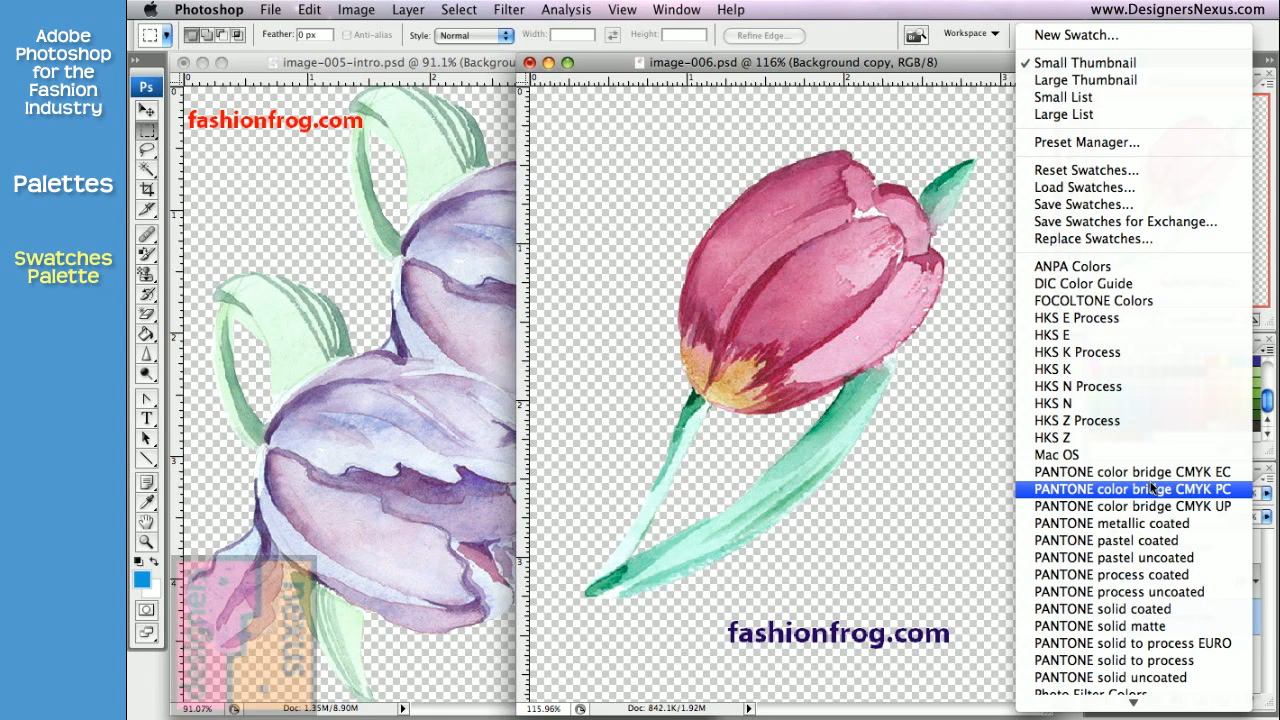 Adobe
Photoshop
for the
Fashion
Industry
Palettes
Swatches
Palette
Photoshop File Edit Image Layer Select Filter Analysis View Window Help
www.DesignersNexus.com
Feather: 0 px Anti-alias Style: Normal Width: Height: Refine Edge... Workspace
image-005-intro.psd @ 91.1% (Backgrou
image-006.psd @ 116% (Background copy, RGB/8)
Ps
fashionfrog.com
fashionfrog.com
nexus
91.07% Doc: 1.35M/8.90M
115.96% Doc: 842.1K/1.92M
New Swatch...
Small Thumbnail
Large Thumbnail
Small List
Large List
Preset Manager...
Reset Swatches...
Load Swatches...
Save Swatches...
Save Swatches for Exchange...
Replace Swatches...
ANPA Colors
DIC Color Guide
FOCOLTONE Colors
HKS E Process
HKS E
HKS K Process
HKS K
HKS N Process
HKS N
HKS Z Process
HKS Z
Mac OS
PANTONE color bridge CMYK EC
PANTONE color bridge CMYK PC
PANTONE color bridge CMYK UP
PANTONE metallic coated
PANTONE pastel coated
PANTONE pastel uncoated
PANTONE process coated
PANTONE process uncoated
PANTONE solid coated
PANTONE solid matte
PANTONE solid to process EURO
PANTONE solid to process
PANTONE solid uncoated
Photo Filter Colors